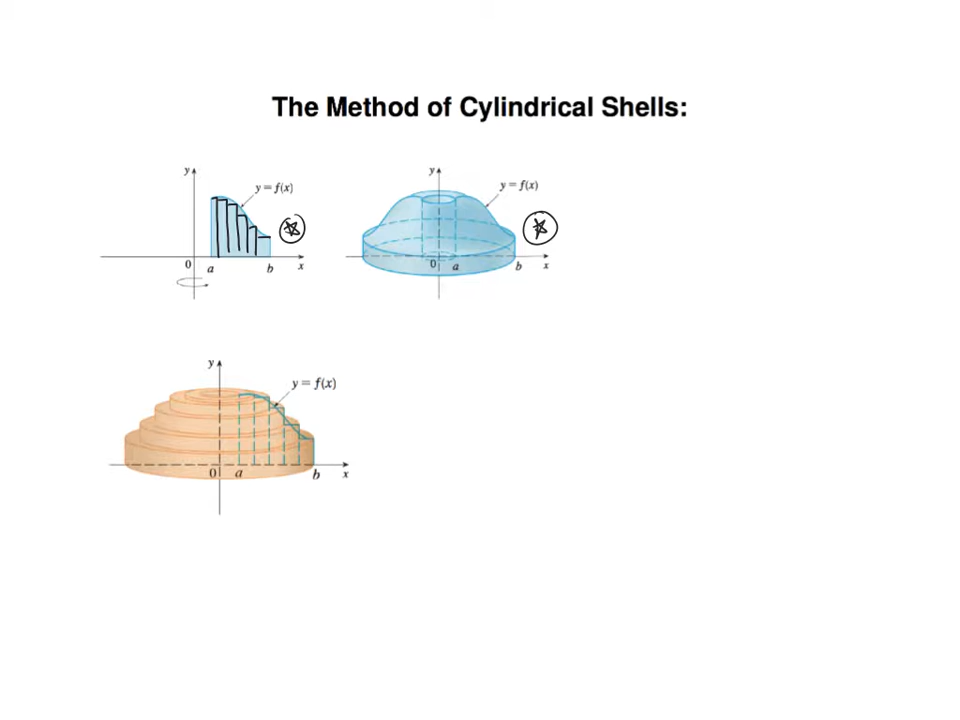 The Method of Cylindrical Shells:
y
y = f(x)
0
a
b
x
y
y = f(x)
0
a
b
x
y
y = f(x)
0
a
b
x